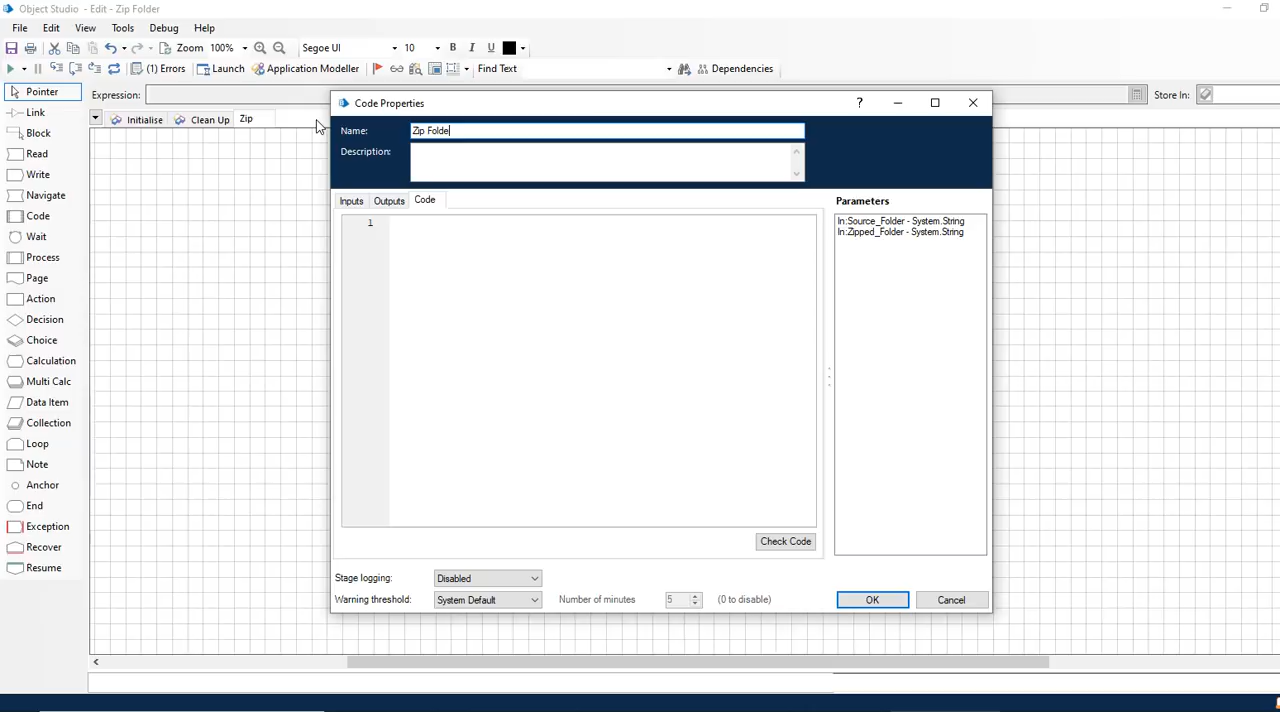 Object Studio - Edit - Zip Folder
File Edit View Tools Debug Help
Zoom 100% Segoe UI 10 B I U
(1) Errors Launch Application Modeller Find Text Dependencies
Pointer
Expression: Store In:
Link
Initialise Clean Up Zip
Block
Read
Write
Navigate
Code
Wait
Process
Page
Action
Decision
Choice
Calculation
Multi Calc
Data Item
Collection
Loop
Note
Anchor
End
Exception
Recover
Resume
Code Properties ?
Name: Zip Folde
Description:
Inputs Outputs Code
Parameters
1
In:Source_Folder - System.String
In:Zipped_Folder - System.String
Check Code
Stage logging: Disabled
Warning threshold: System Default Number of minutes 5 (0 to disable)
OK Cancel